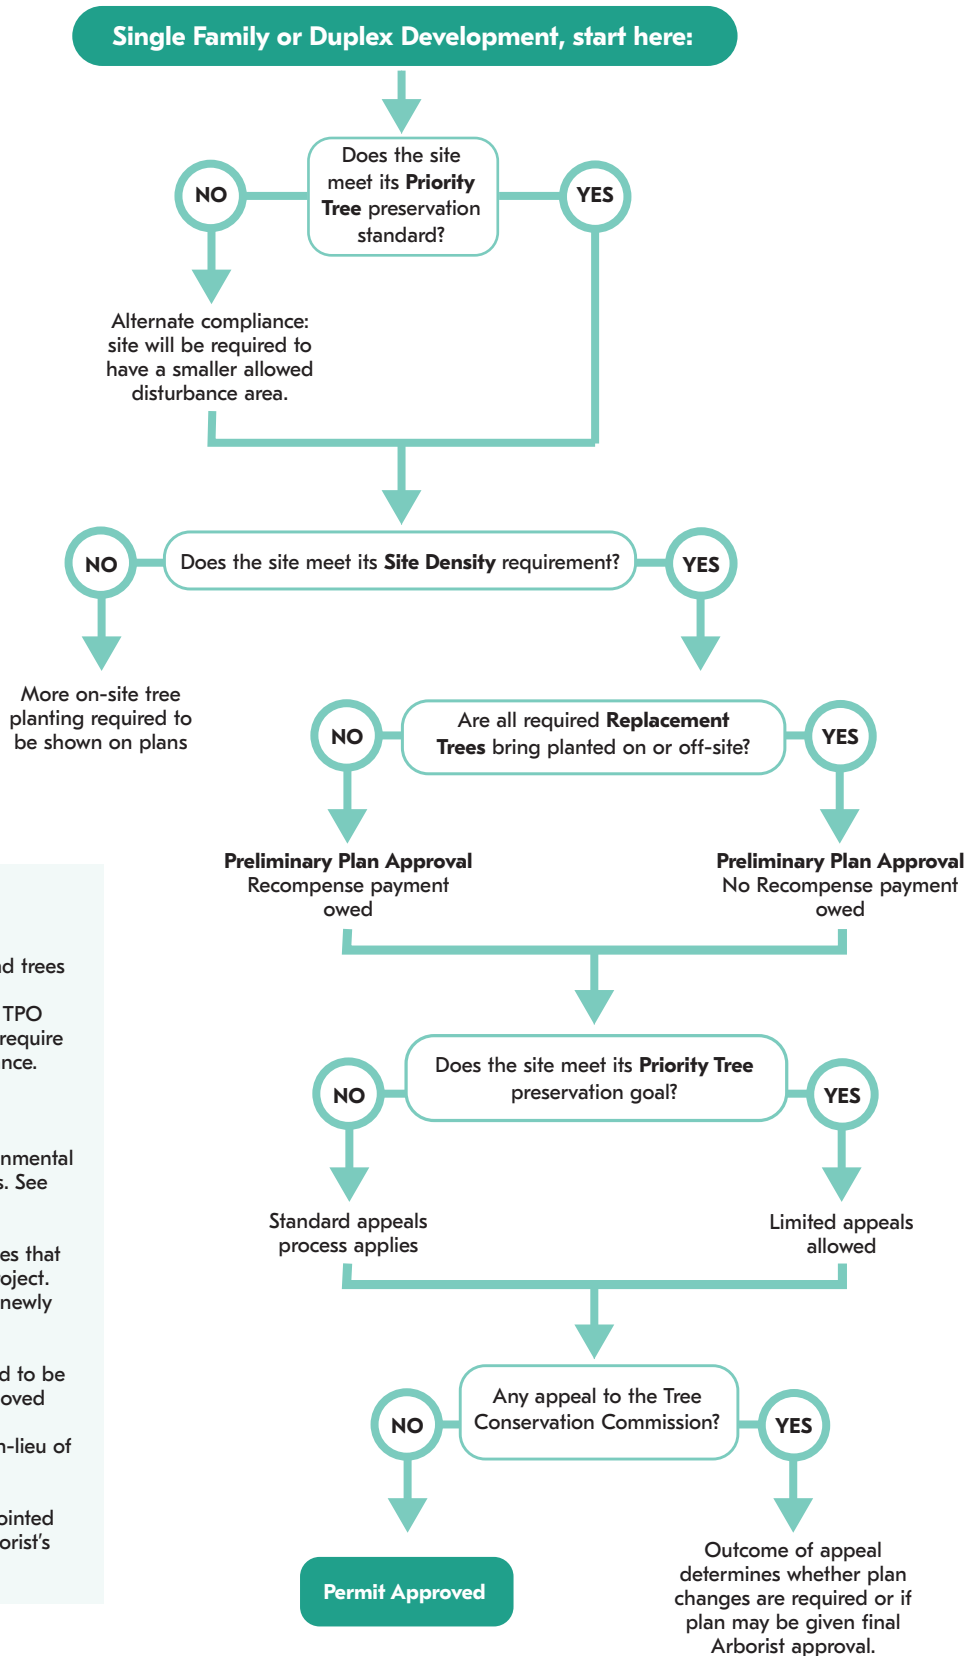 Single Family or Duplex Development, start here:
Does the site
meet its Priority
Tree preservation
standard?
NO
YES
Alternate compliance:
site will be required to
have a smaller allowed
disturbance area.
Does the site meet its Site Density requirement?
NO
YES
More on-site tree
planting required to
be shown on plans
Are all required Replacement
Trees bring planted on or off-site?
NO
YES
Preliminary Plan Approval
Recompense payment
owed
Preliminary Plan Approval
No Recompense payment
owed
Does the site meet its Priority Tree
preservation goal?
NO
YES
Standard appeals
process applies
Limited appeals
allowed
Any appeal to the Tree
Conservation Commission?
NO
YES
Permit Approved
Outcome of appeal
determines whether plan
changes are required or if
plan may be given final
Arborist approval.
d trees
TPO
require
nce.
nmental
s. See
es that
oject.
newly
d to be
oved
n-lieu of
ointed
orist's